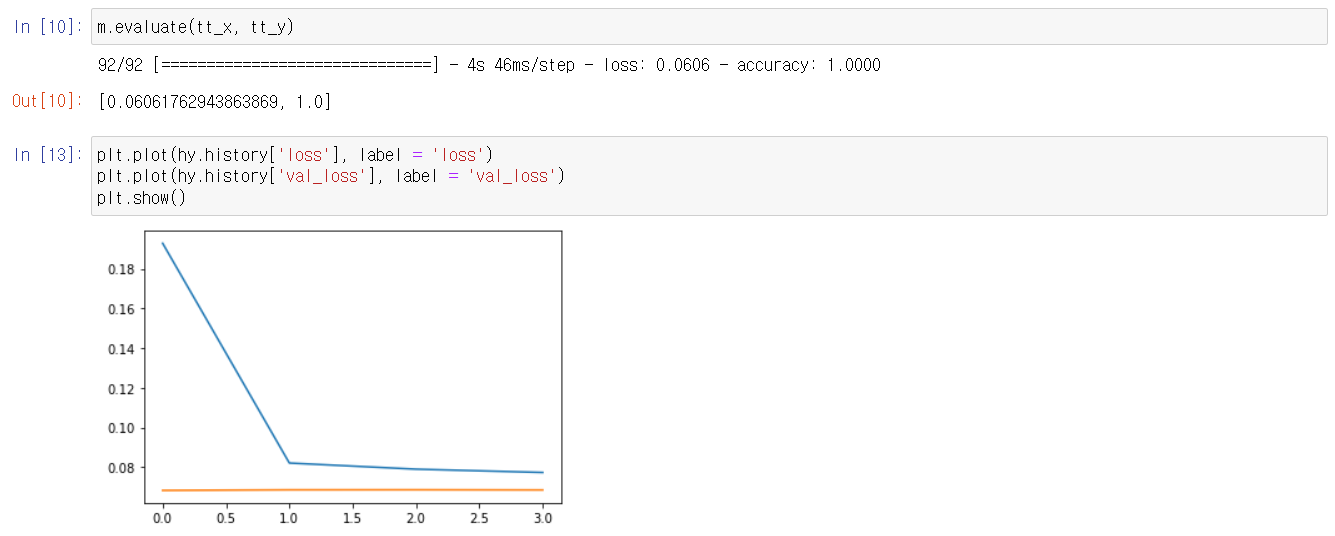 In [10]: m.evaluate(tt_x, tt_y)
92/92 [==============================] - 4s 46ms/step - loss: 0.0606 - accuracy: 1.0000
Out[10]: [0.06061762943863869, 1.0]
In [13]: plt.plot(hy.history['loss'], label = 'loss')
plt.plot(hy.history['val_loss'], label = 'val_loss')
plt.show()
0.18
0.16
0.14
0.12
0.10
0.08
0.0 0.5 1.0 1.5 2.0 2.5 3.0